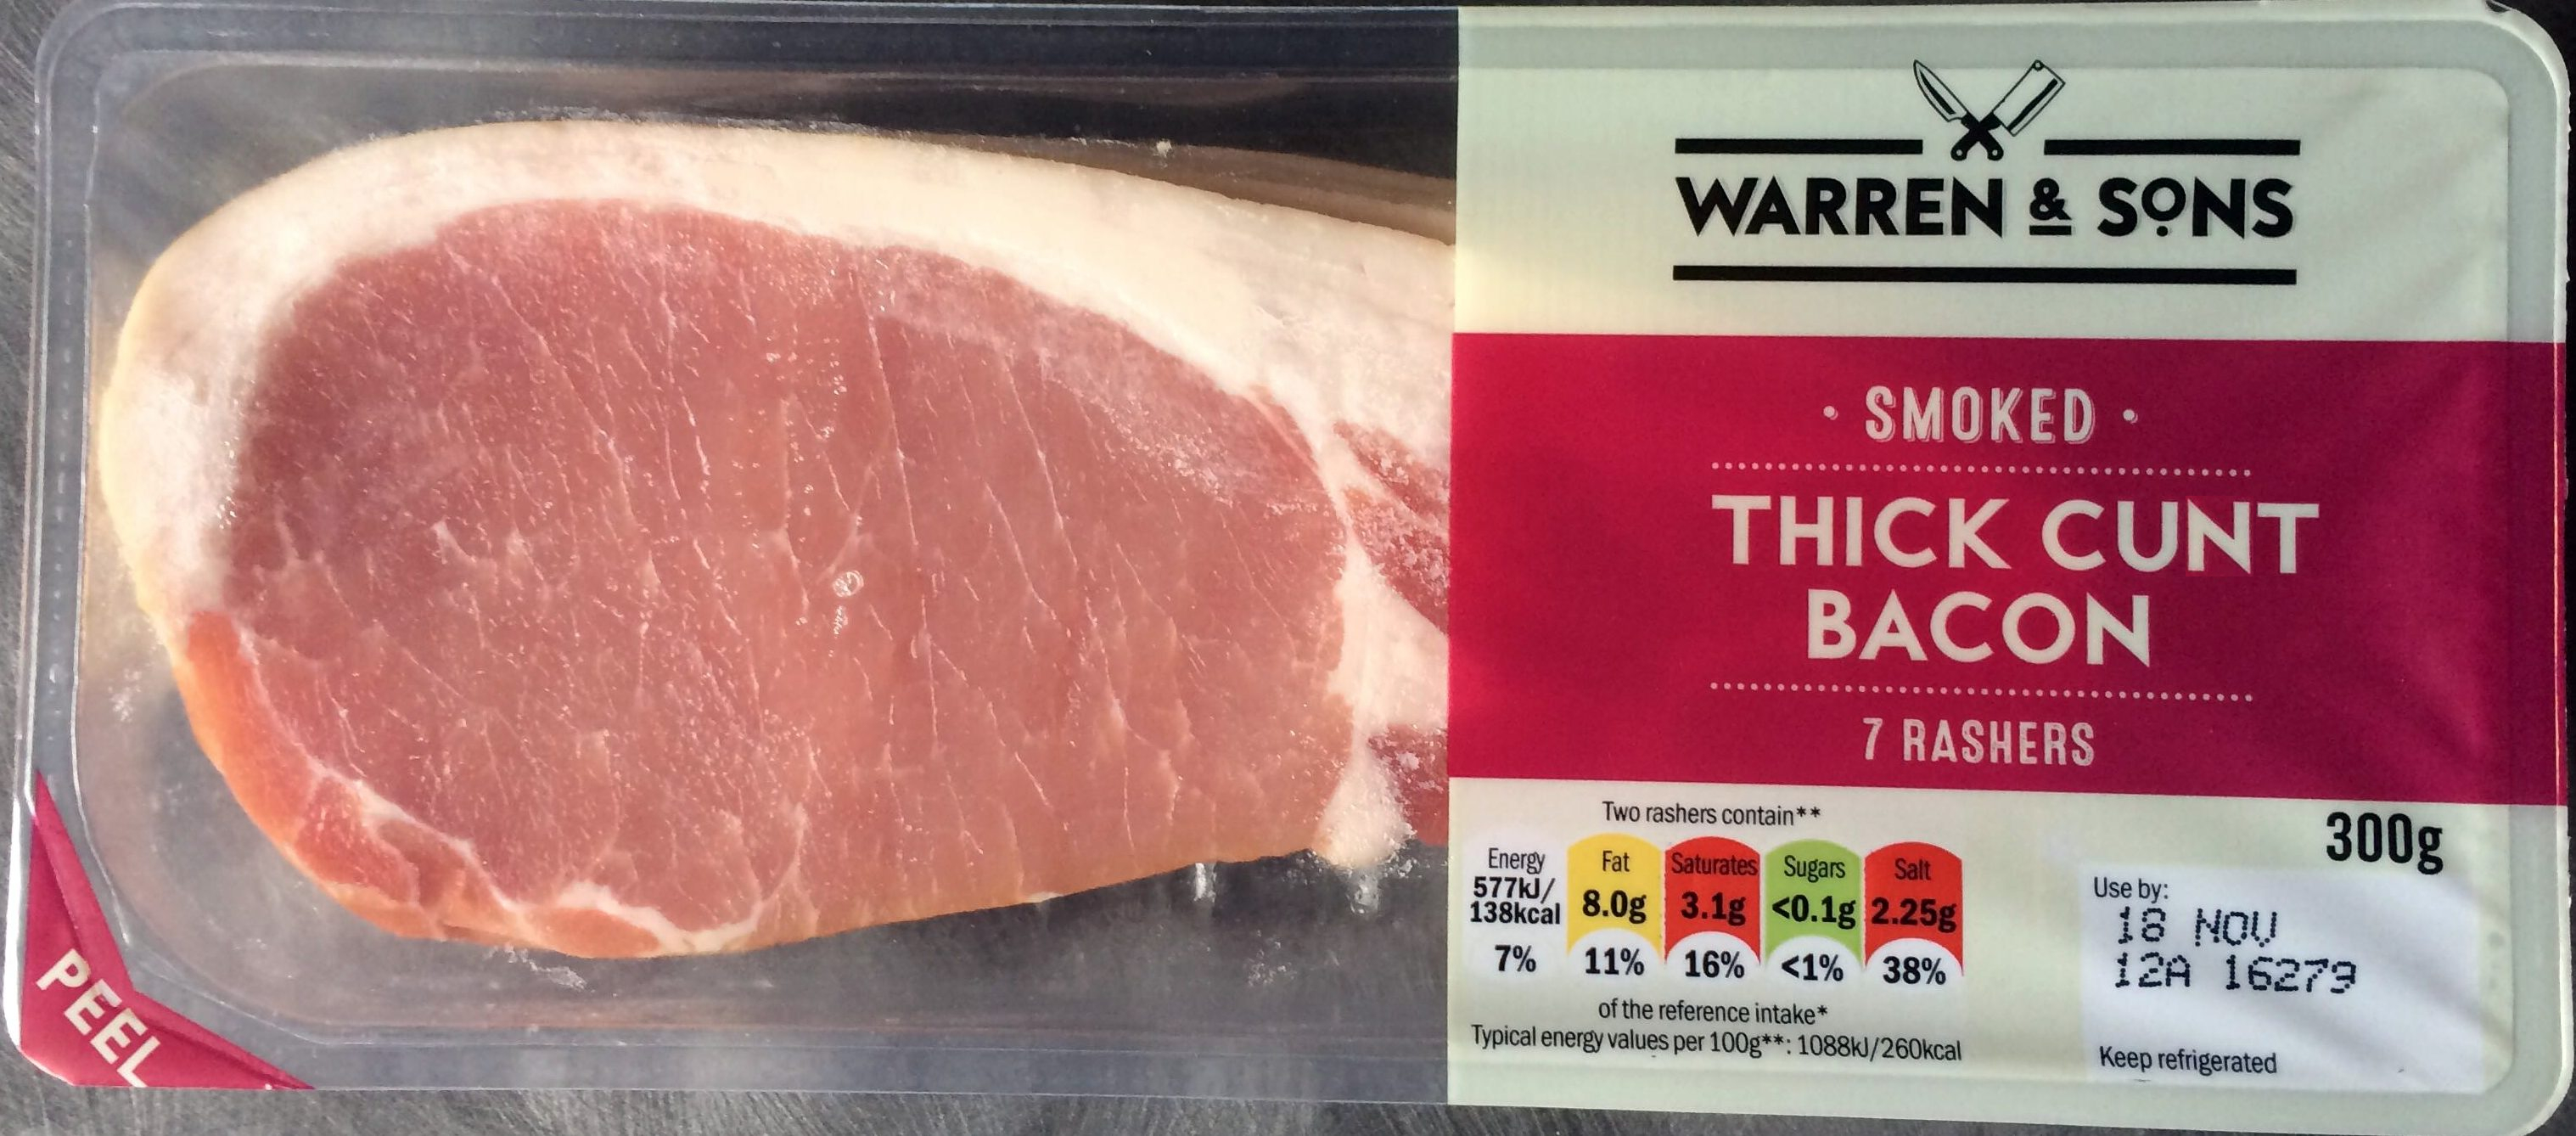 WARREN & SONS
· SMOKED ·
THICK CUNT
BACON
7 RASHERS
300g
Two rashers contain**
Energy
577kJ/
138kcal
7%
Fat
8.0g
11%
Saturates
3.1g
16%
Sugars
<0.1g
<1%
Salt
2.25g
38%
of the reference intake*
Typical energy values per 100g**: 1088kJ/260kcal
Use by:
18 NOV
12A 16279
Keep refrigerated
PEEL